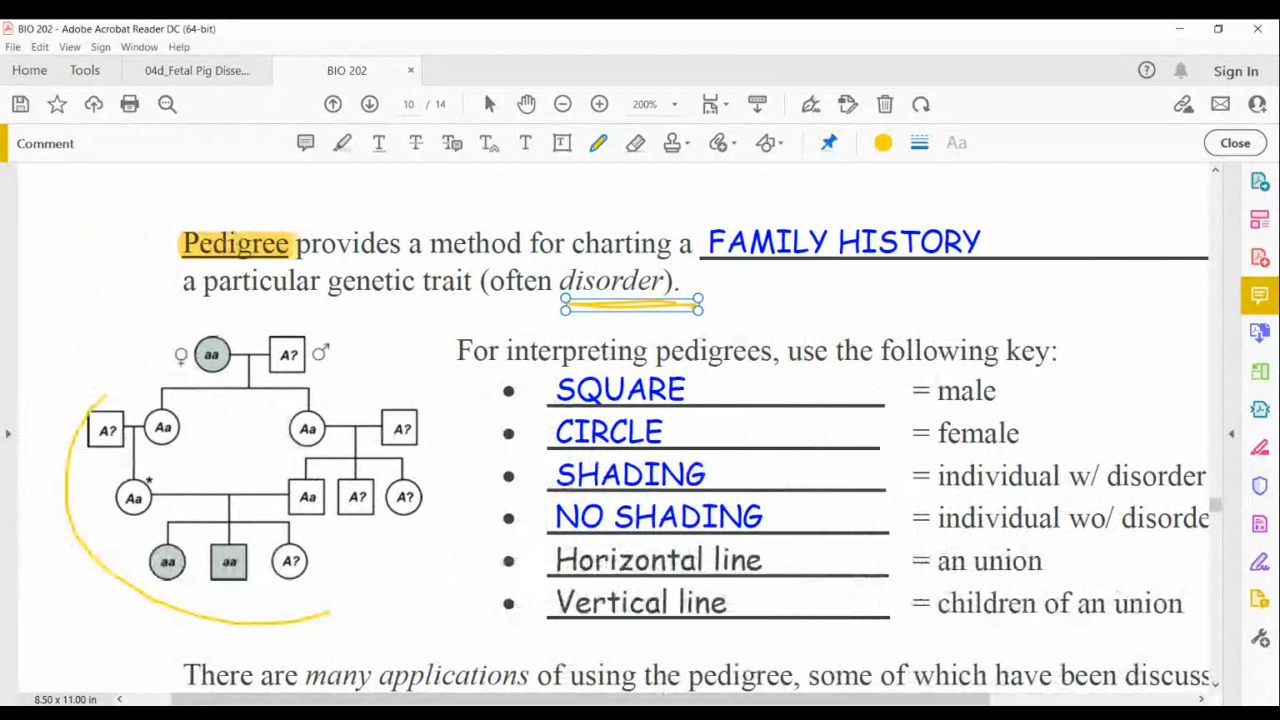 BIO 202 - Adobe Acrobat Reader DC (64-bit)
File Edit View Sign Window Help
Home Tools 04d_Fetal Pig Disse... BIO 202 × Sign In
10 / 14 200%
Comment Close
Pedigree provides a method for charting a FAMILY HISTORY
a particular genetic trait (often disorder).
♀ aa A? ♂
For interpreting pedigrees, use the following key:
• SQUARE = male
A? Aa Aa A?
• CIRCLE = female
• SHADING = individual w/ disorder
Aa * Aa A? A?
• NO SHADING = individual wo/ disorde
aa aa A?
• Horizontal line = an union
• Vertical line = children of an union
There are many applications of using the pedigree, some of which have been discuss
8.50 x 11.00 in